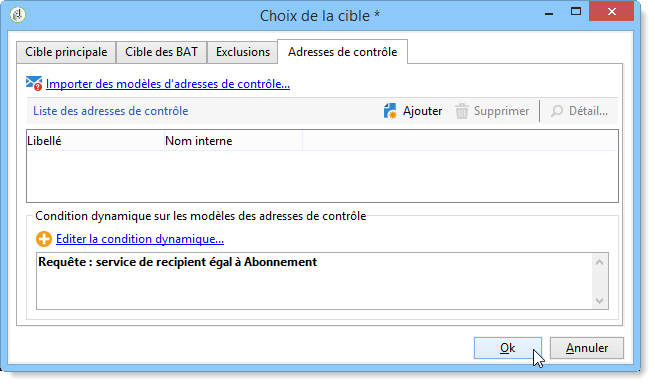 Choix de la cible *
Cible principale Cible des BAT Exclusions Adresses de contrôle
Importer des modèles d'adresses de contrôle...
Liste des adresses de contrôle Ajouter Supprimer Détail...
Libellé Nom interne
Condition dynamique sur les modèles des adresses de contrôle
Editer la condition dynamique...
Requête : service de recipient égal à Abonnement
Ok Annuler